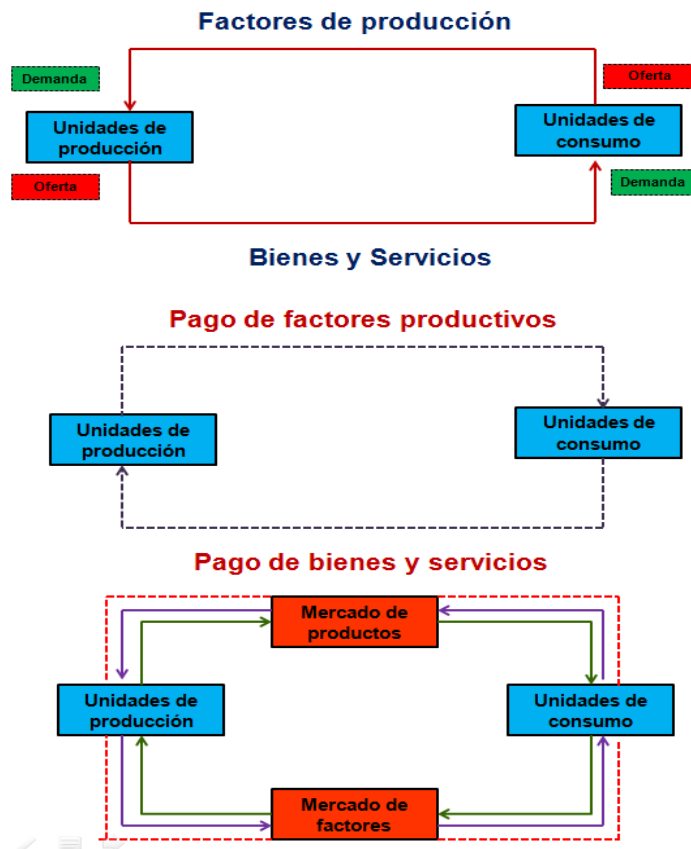 Factores de producción
Demanda
Oferta
Unidades de
producción
Unidades de
consumo
Oferta
Demanda
Bienes y Servicios
Pago de factores productivos
Unidades de
producción
Unidades de
consumo
Pago de bienes y servicios
Mercado de
productos
Unidades de
producción
Unidades de
consumo
Mercado de
factores